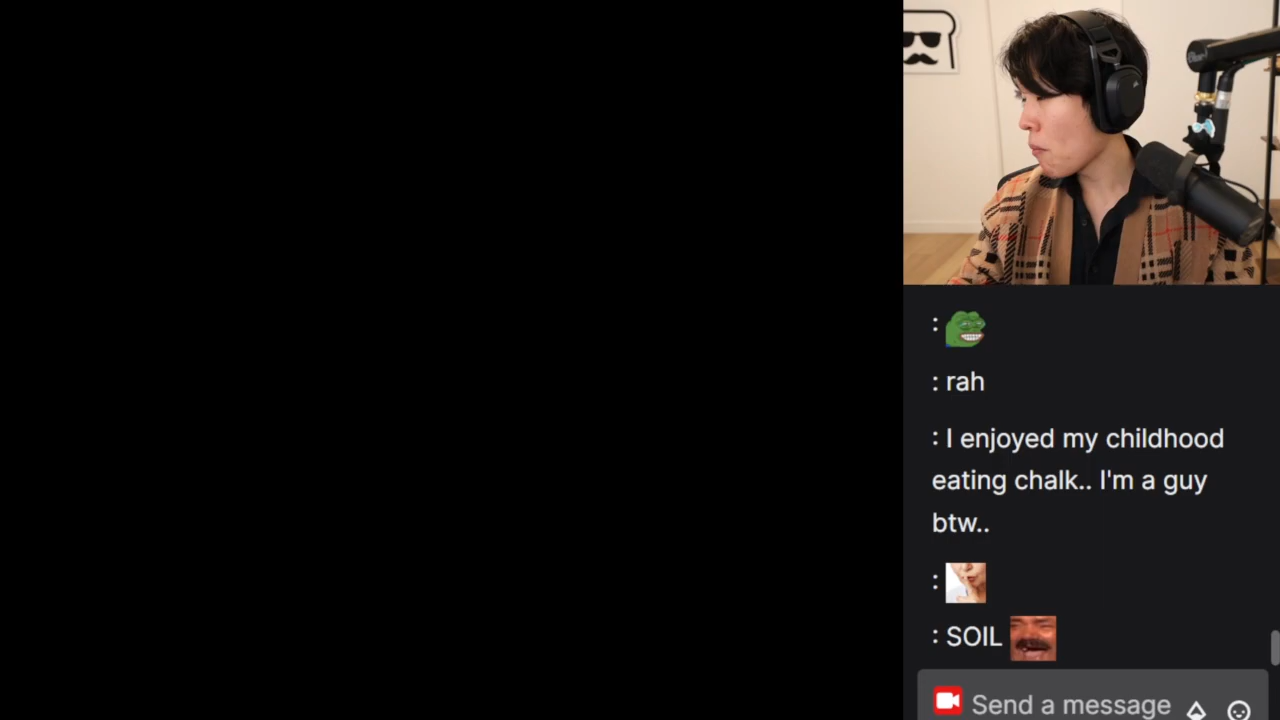 :
: rah
: I enjoyed my childhood
eating chalk.. I'm a guy
btw..
:
: SOIL
Send a message